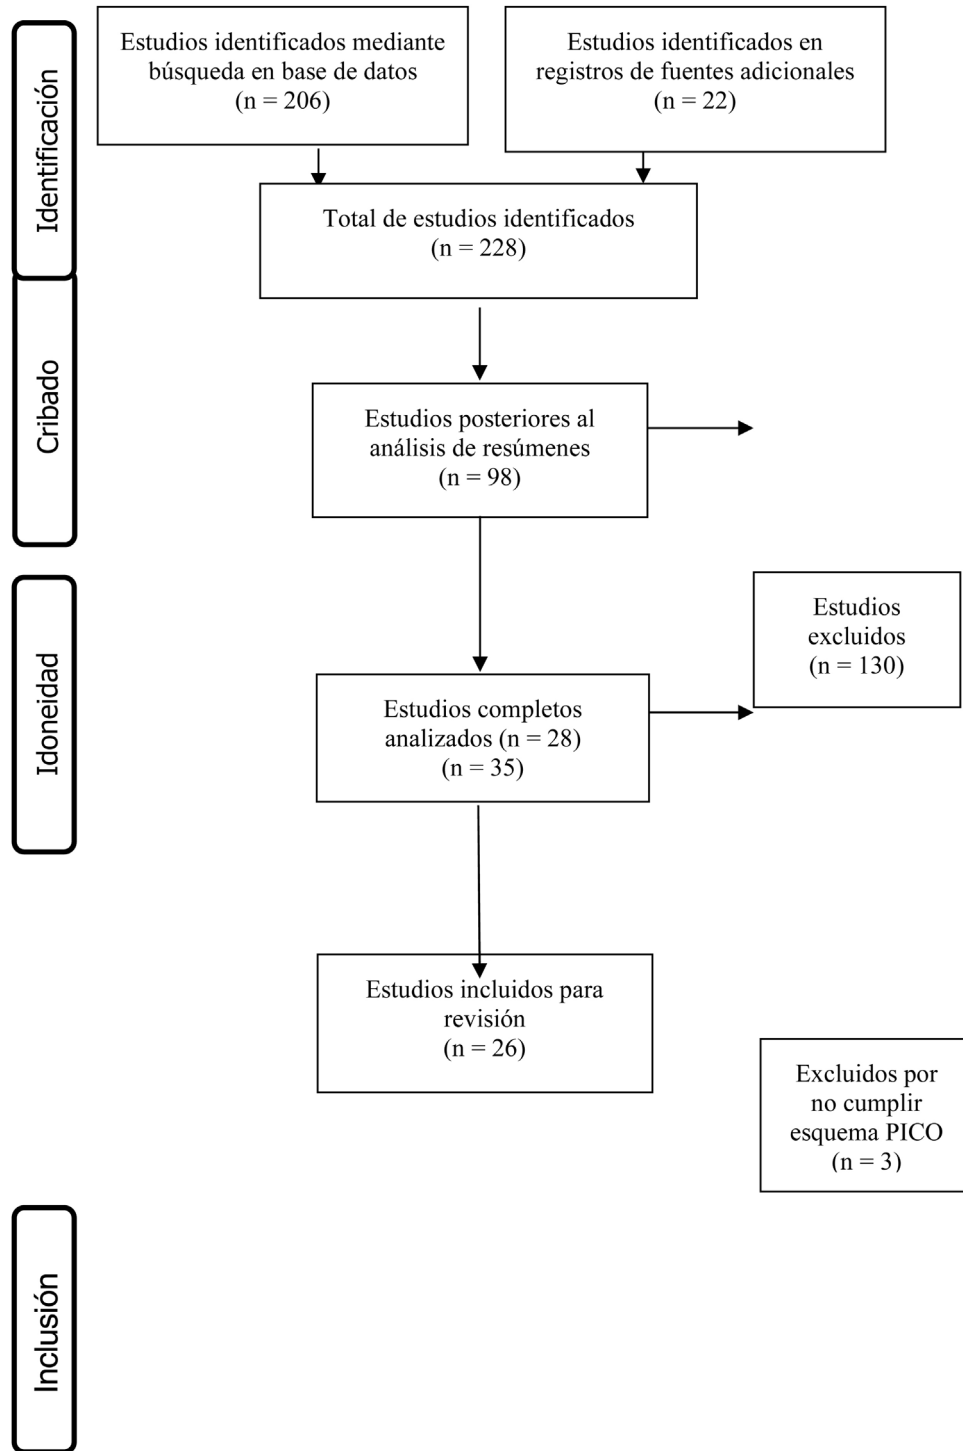 Identificación
Estudios identificados mediante
búsqueda en base de datos
(n = 206)
Estudios identificados en
registros de fuentes adicionales
(n = 22)
Total de estudios identificados
(n = 228)
Cribado
Estudios posteriores al
análisis de resúmenes
(n = 98)
Idoneidad
Estudios
excluidos
(n = 130)
Estudios completos
analizados (n = 28)
(n = 35)
Estudios incluidos para
revisión
(n = 26)
Excluidos por
no cumplir
esquema PICO
(n = 3)
Inclusión